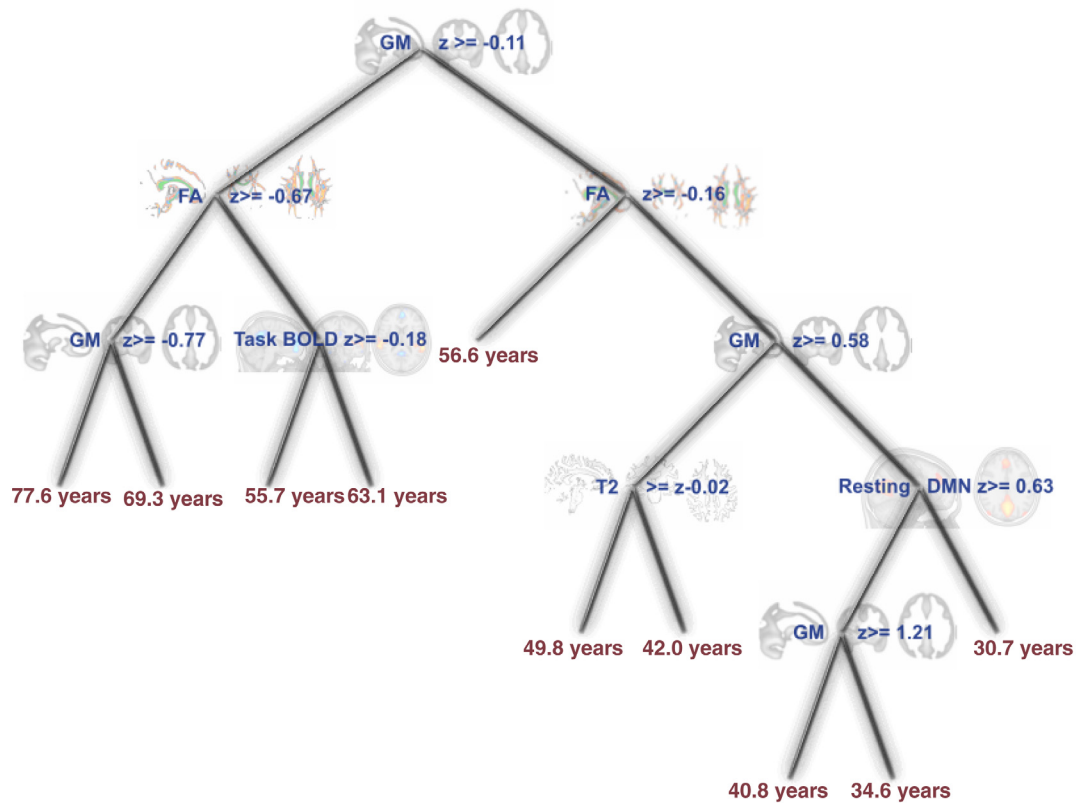 GM z >= -0.11
FA z>= -0.67
FA z>= -0.16
GM z>= -0.77
Task BOLD z>= -0.18
56.6 years
GM z>= 0.58
77.6 years
69.3 years
55.7 years
63.1 years
T2 >= z-0.02
Resting DMN z>= 0.63
49.8 years
42.0 years
GM z>= 1.21
30.7 years
40.8 years
34.6 years